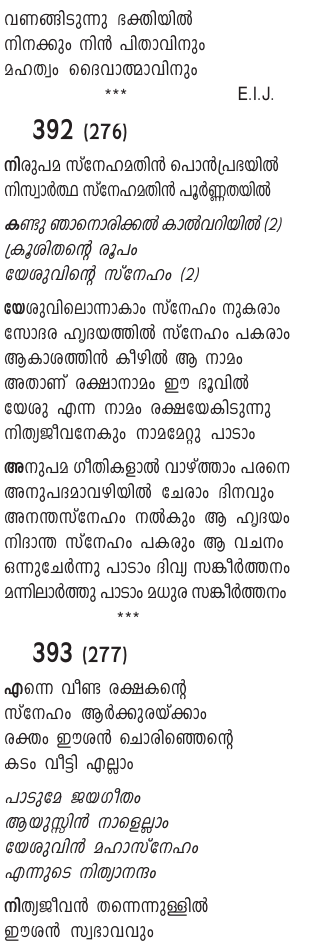 വണങ്ങിടുന്നു ഭക്തിയിൽ
നിനക്കും നിൻ പിതാവിനും
മഹത്വം ദൈവാത്മാവിനും
*** E.I.J.
392 (276)
നിരുപമ സ്നേഹമതിൻ പൊൻപ്രഭയിൽ
നിസ്വാർത്ഥ സ്നേഹമതിൻ പൂർണ്ണതയിൽ
കണ്ടു ഞാനൊരിക്കൽ കാൽവറിയിൽ (2)
ക്രൂശിതന്റെ രൂപം
യേശുവിന്റെ സ്നേഹം (2)
യേശുവിലൊന്നാകാം സ്നേഹം നുകരാം
സോദര ഹൃദയത്തിൽ സ്നേഹം പകരാം
ആകാശത്തിൻ കീഴിൽ ആ നാമം
അതാണ് രക്ഷാനാമം ഈ ഭൂവിൽ
യേശു എന്ന നാമം രക്ഷയേകിടുന്നു
നിത്യജീവനേകും നാമമേറ്റു പാടാം
അനുപമ ഗീതികളാൽ വാഴ്ത്താം പരനെ
അനുപദമാവഴിയിൽ ചേരാം ദിനവും
അനന്തസ്നേഹം നൽകും ആ ഹൃദയം
നിദാന്ത സ്നേഹം പകരും ആ വചനം
ഒന്നുചേർന്നു പാടാം ദിവ്യ സങ്കീർത്തനം
മന്നിലാർത്തു പാടാം മധുര സങ്കീർത്തനം
***
393 (277)
എന്നെ വീണ്ട രക്ഷകന്റെ
സ്നേഹം ആർക്കുരയ്ക്കാം
രക്തം ഈശൻ ചൊരിഞ്ഞെന്റെ
കടം വീട്ടി എല്ലാം
പാടുമേ ജയഗീതം
ആയുസ്സിൻ നാളെല്ലാം
യേശുവിൻ മഹാസ്നേഹം
എന്നുടെ നിത്യാനന്ദം
നിത്യജീവൻ തന്നെന്നുള്ളിൽ
ഈശൻ സ്വഭാവവും